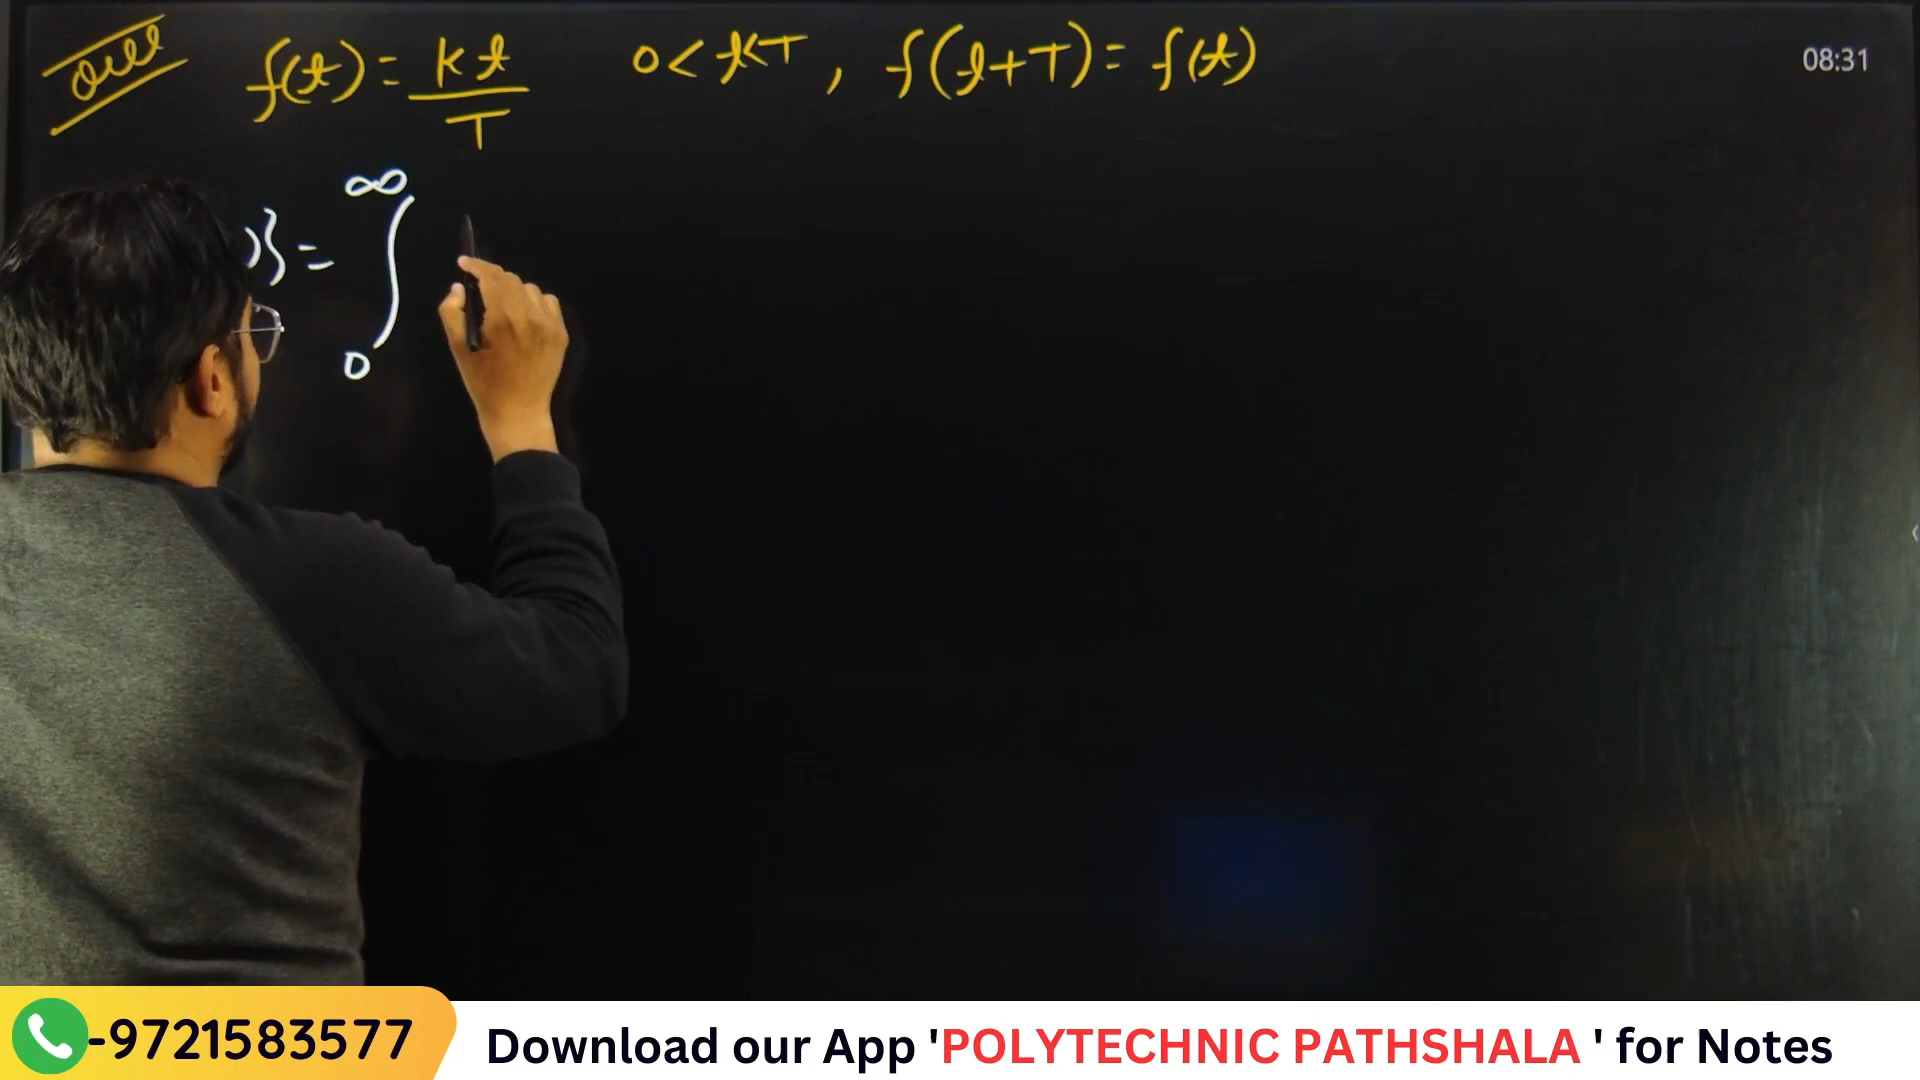 Que f(t) = kt/T 0 < t < T, f(t+T) = f(t)
08:31
)} = ∫ ∞ 0
-9721583577
Download our App 'POLYTECHNIC PATHSHALA ' for Notes